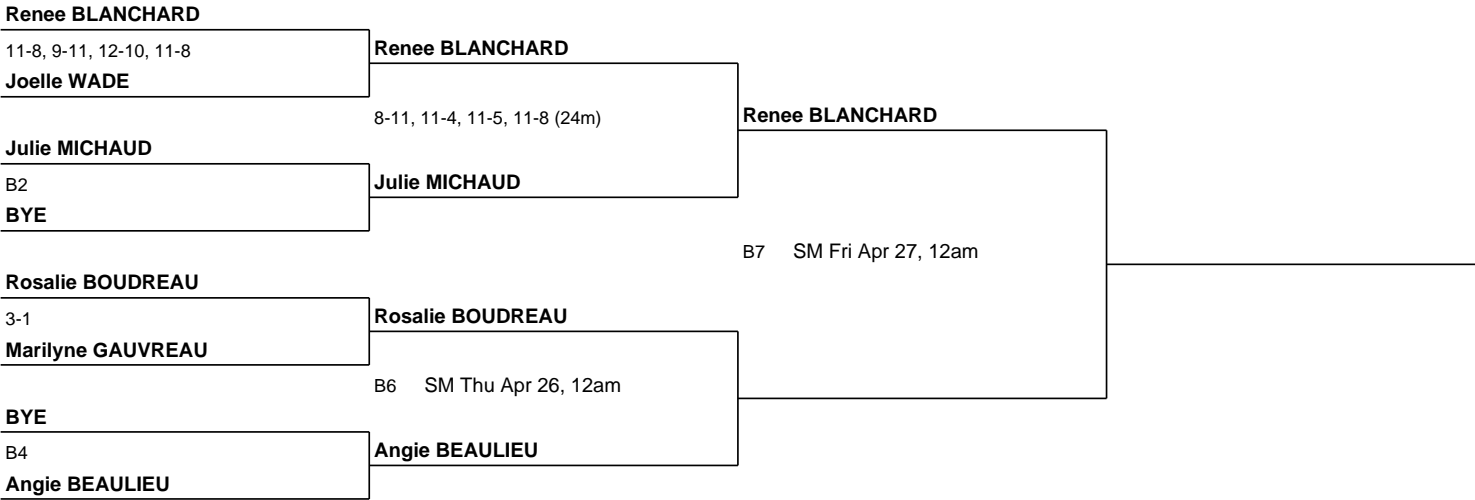 Renee BLANCHARD
11-8, 9-11, 12-10, 11-8
Joelle WADE
Julie MICHAUD
B2
BYE
Rosalie BOUDREAU
3-1
Marilyne GAUVREAU
BYE
B4
Angie BEAULIEU
Renee BLANCHARD
8-11, 11-4, 11-5, 11-8 (24m)
Julie MICHAUD
Rosalie BOUDREAU
B6 SM Thu Apr 26, 12am
Angie BEAULIEU
Renee BLANCHARD
B7 SM Fri Apr 27, 12am